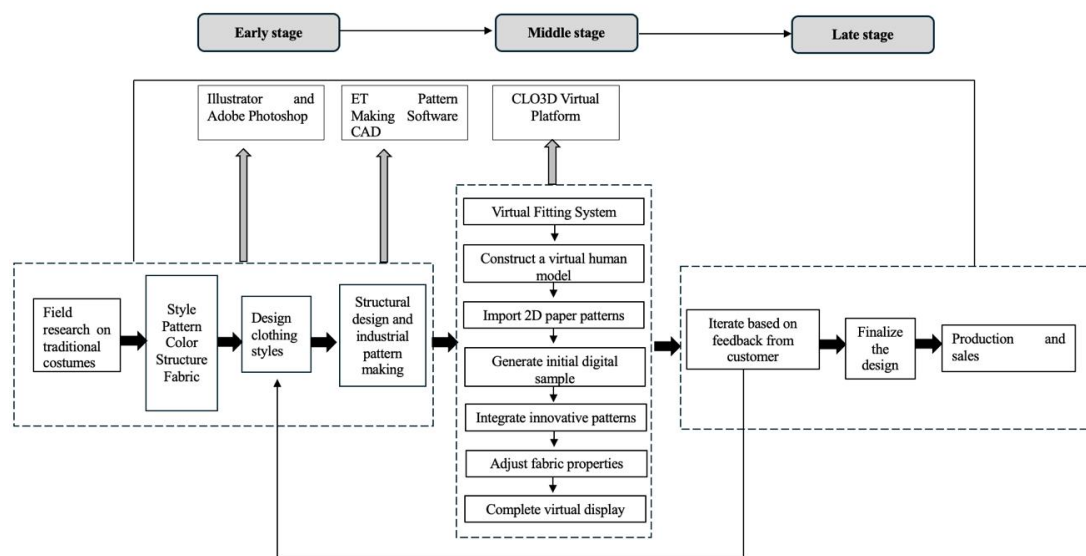 Early stage
Middle stage
Late stage
Illustrator and
Adobe Photoshop
ET Pattern
Making Software
CAD
CLO3D Virtual
Platform
Field
research on
traditional
costumes
Style
Pattern
Color
Structure
Fabric
Design
clothing
styles
Structural
design and
industrial
pattern
making
Virtual Fitting System
Construct a virtual human
model
Import 2D paper patterns
Generate initial digital
sample
Integrate innovative patterns
Adjust fabric properties
Complete virtual display
Iterate based on
feedback from
customer
Finalize
the
design
Production and
sales